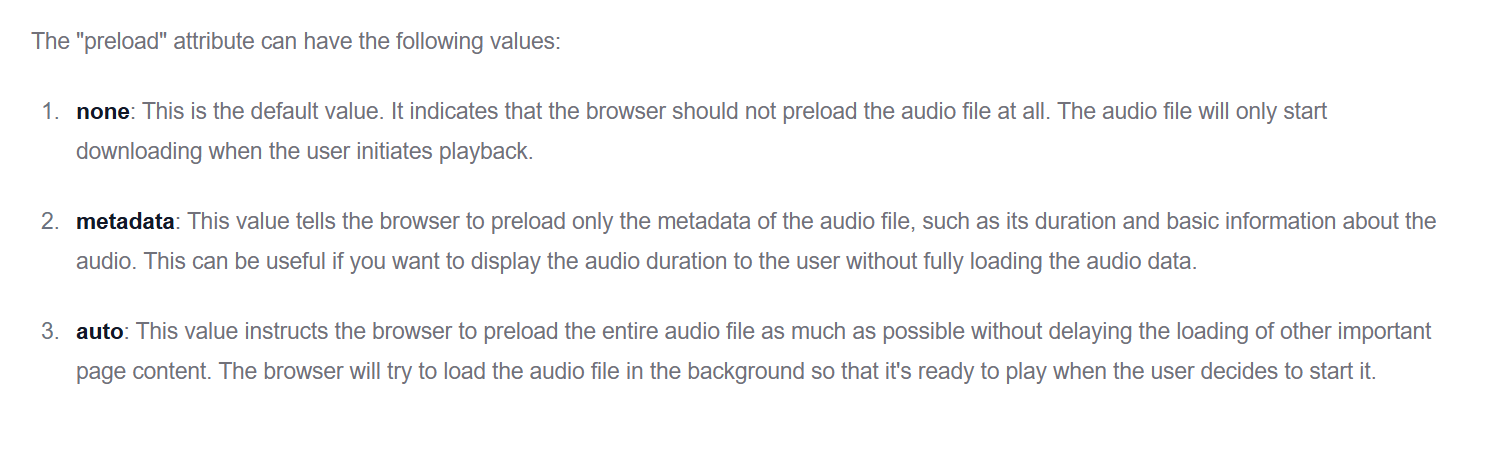 The "preload" attribute can have the following values:
1. none: This is the default value. It indicates that the browser should not preload the audio file at all. The audio file will only start
downloading when the user initiates playback.
2. metadata: This value tells the browser to preload only the metadata of the audio file, such as its duration and basic information about the
audio. This can be useful if you want to display the audio duration to the user without fully loading the audio data.
3. auto: This value instructs the browser to preload the entire audio file as much as possible without delaying the loading of other important
page content. The browser will try to load the audio file in the background so that it's ready to play when the user decides to start it.